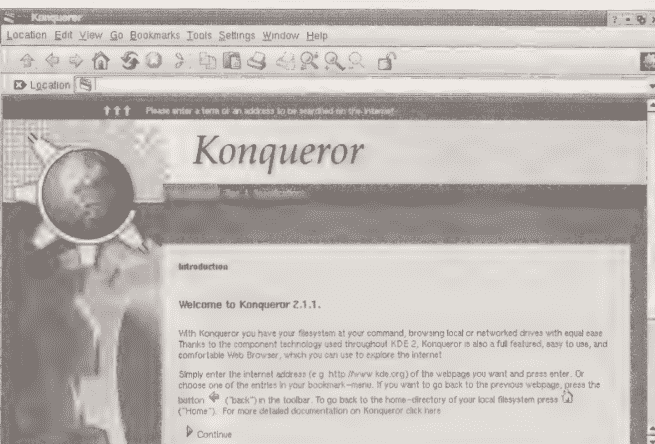 Konqueror
Location Edit View Go Bookmarks Tools Settings Window Help
Location
Please enter a term or an address to be searched on the Internet
Konqueror
Introduction
Welcome to Konqueror 2.1.1.
With Konqueror you have your filesystem at your command, browsing local or networked drives with equal ease
Thanks to the component technology used throughout KDE 2, Konqueror is also a full featured, easy to use, and
comfortable Web Browser, which you can use to explore the internet
Simply enter the internet address (e g http://www kde.org) of the webpage you want and press enter. Or
choose one of the entries in your bookmark-menu. If you want to go back to the previous webpage, press the
button ("back") in the toolbar. To go back to the home-directory of your local filesystem press
("Home"). For more detailed documentation on Konqueror click here
Continue